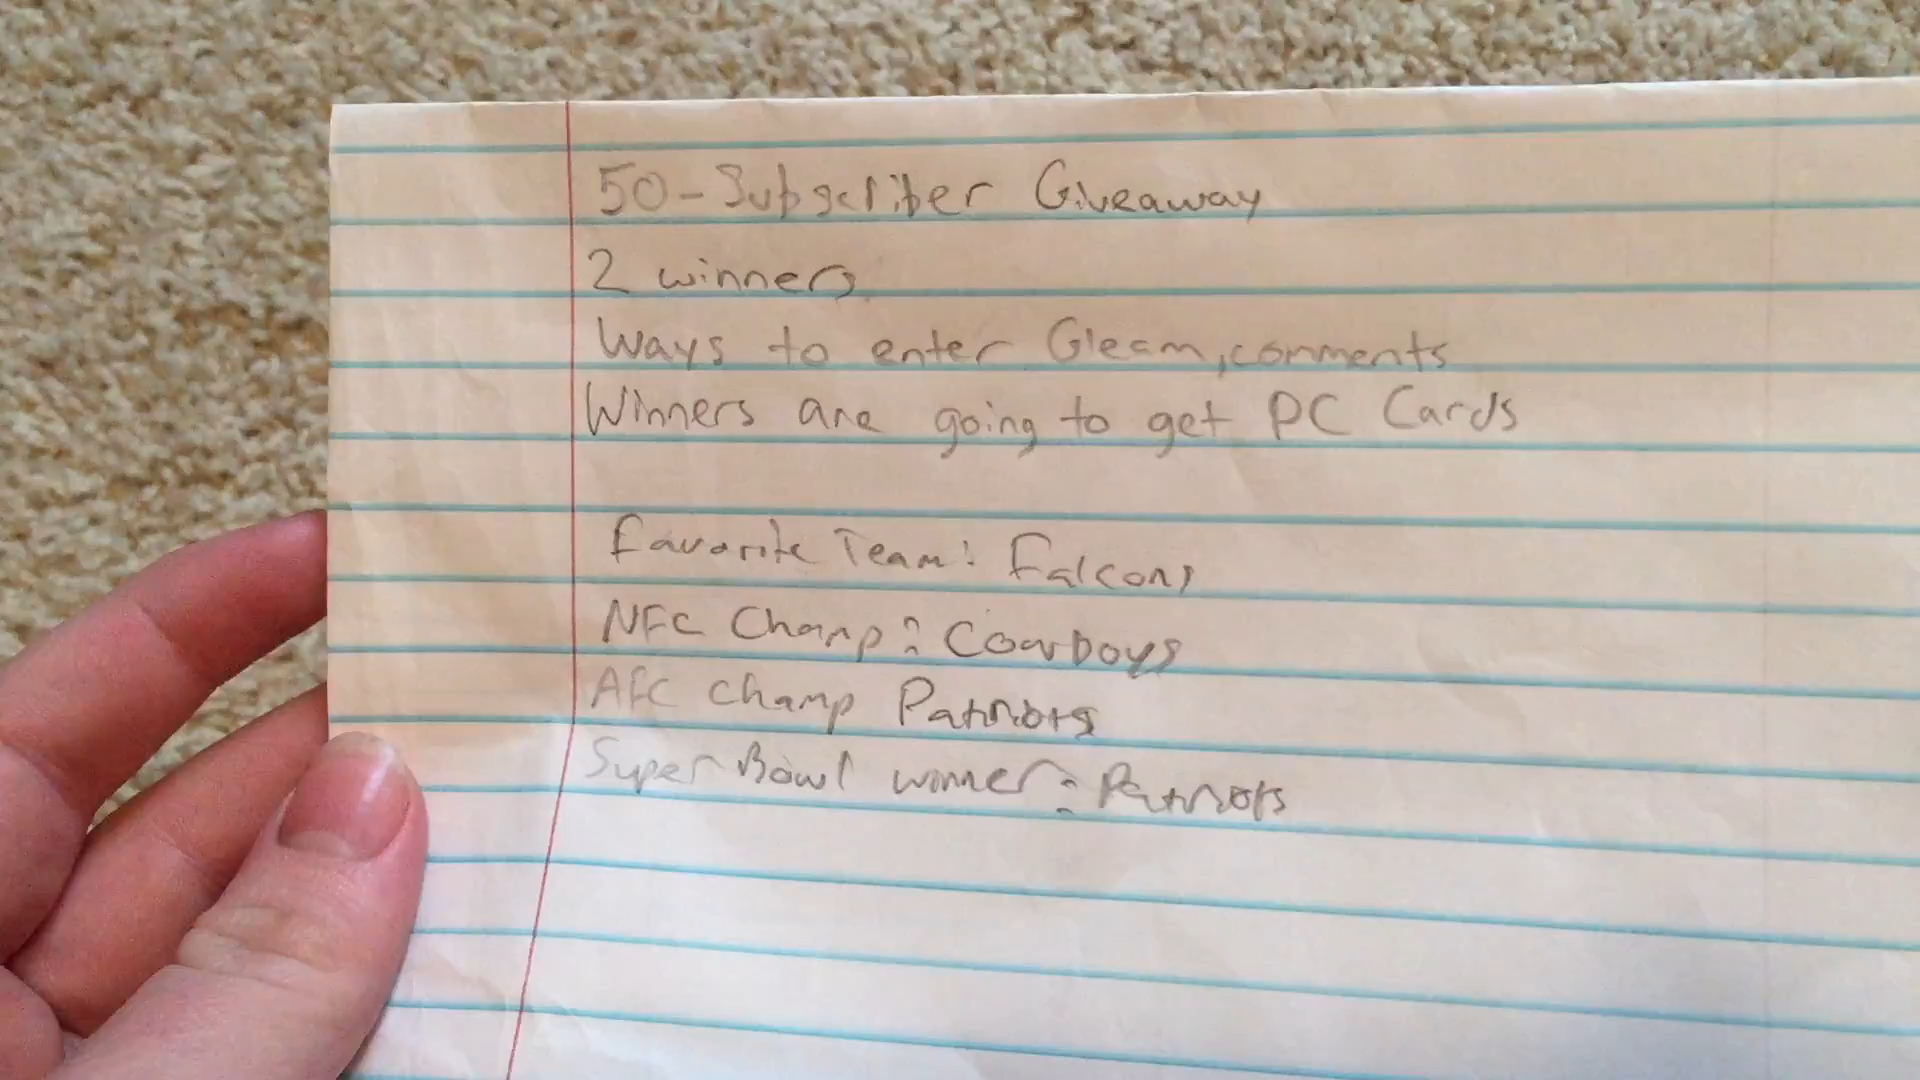 50-Subscriber Giveaway
2 winners
Ways to enter Gleam, comments
Winners are going to get PC Cards
Favorite Team: Falcons
NFC Champ: Cowboys
AFC Champ Patriots
Super Bowl winner: Patriots